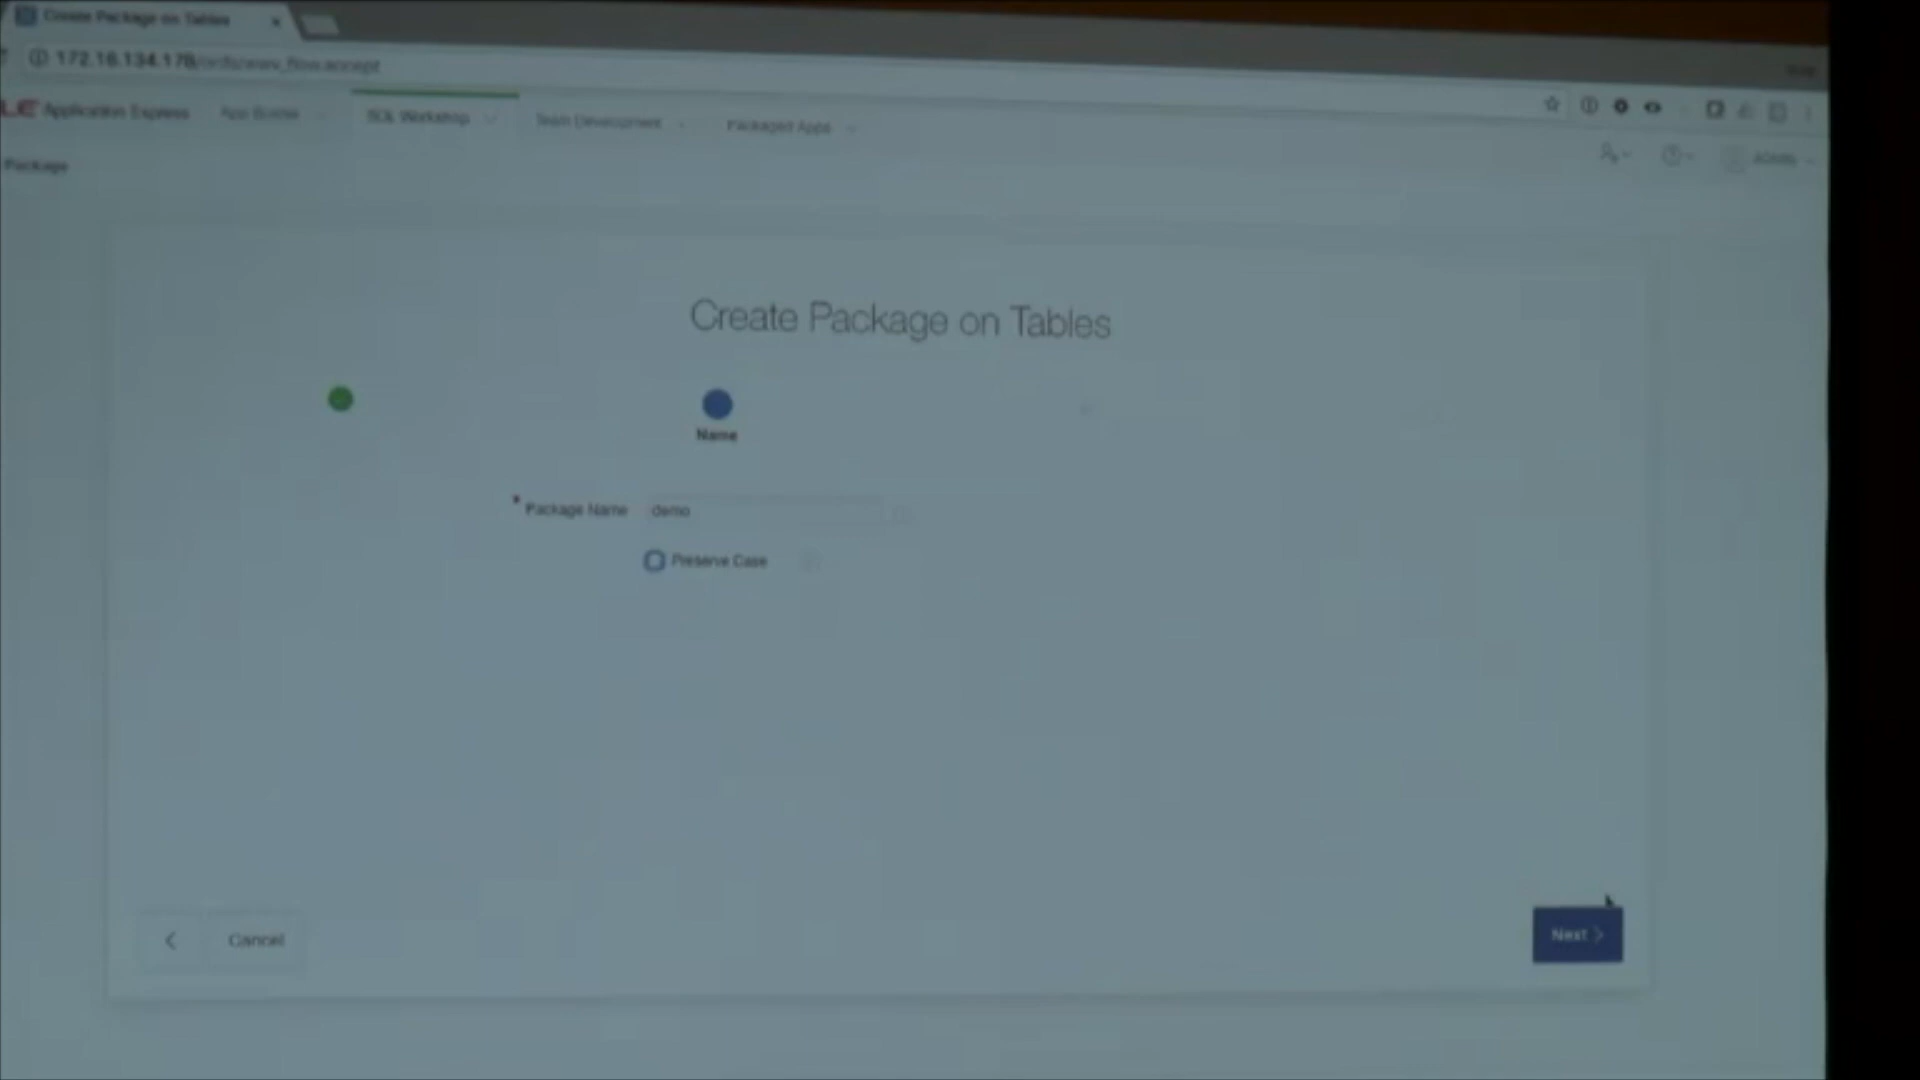 Create Package on Tables
172.16.134.178/ords/wwv_flow.accept
LE Application Express App Builder SQL Workshop Team Development Packaged Apps
ADMIN
Package
Create Package on Tables
Name
* Package Name demo
Preserve Case
Cancel
Next